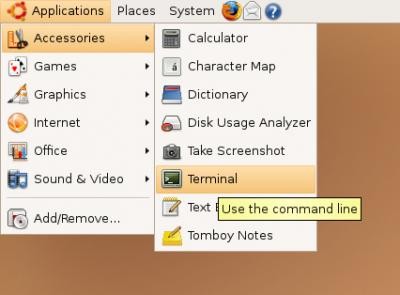 Applications Places System
Accessories
Games
Graphics
Internet
Office
Sound & Video
Add/Remove...
Calculator
Character Map
Dictionary
Disk Usage Analyzer
Take Screenshot
Terminal
Text
Use the command line
Tomboy Notes